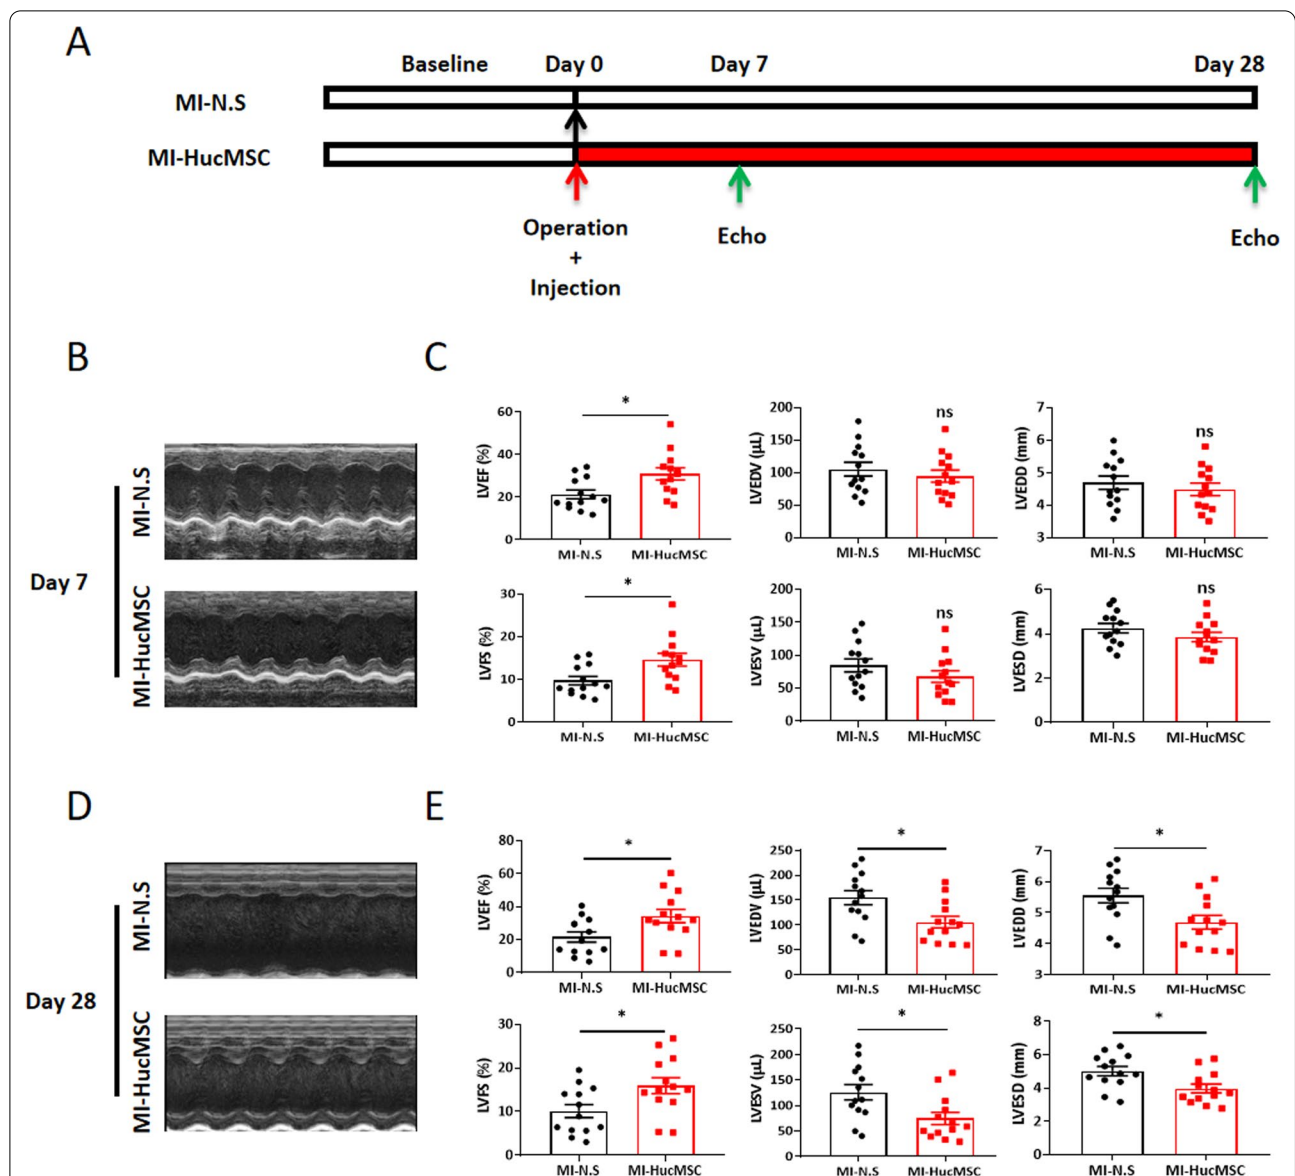 A
Baseline Day 0 Day 7 Day 28
MI-N.S
MI-HucMSC
Operation
+
Injection
Echo
Echo
B
Day 7
MI-N.S
MI-HucMSC
C
LVEF (%)
60
40
20
0
*
MI-N.S MI-HucMSC
LVEDV (μL)
200
150
100
50
0
ns
MI-N.S MI-HucMSC
LVEDD (mm)
7
6
5
4
3
ns
MI-N.S MI-HucMSC
LVFS (%)
30
20
10
0
*
MI-N.S MI-HucMSC
LVESV (μL)
200
150
100
50
0
ns
MI-N.S MI-HucMSC
LVESD (mm)
6
4
2
0
ns
MI-N.S MI-HucMSC
D
Day 28
MI-N.S
MI-HucMSC
E
LVEF (%)
80
60
40
20
0
*
MI-N.S MI-HucMSC
LVEDV (μL)
250
200
150
100
50
0
*
MI-N.S MI-HucMSC
LVEDD (mm)
7
6
5
4
3
*
MI-N.S MI-HucMSC
LVFS (%)
30
20
10
0
*
MI-N.S MI-HucMSC
LVESV (μL)
250
200
150
100
50
0
*
MI-N.S MI-HucMSC
LVESD (mm)
8
6
4
2
0
*
MI-N.S MI-HucMSC